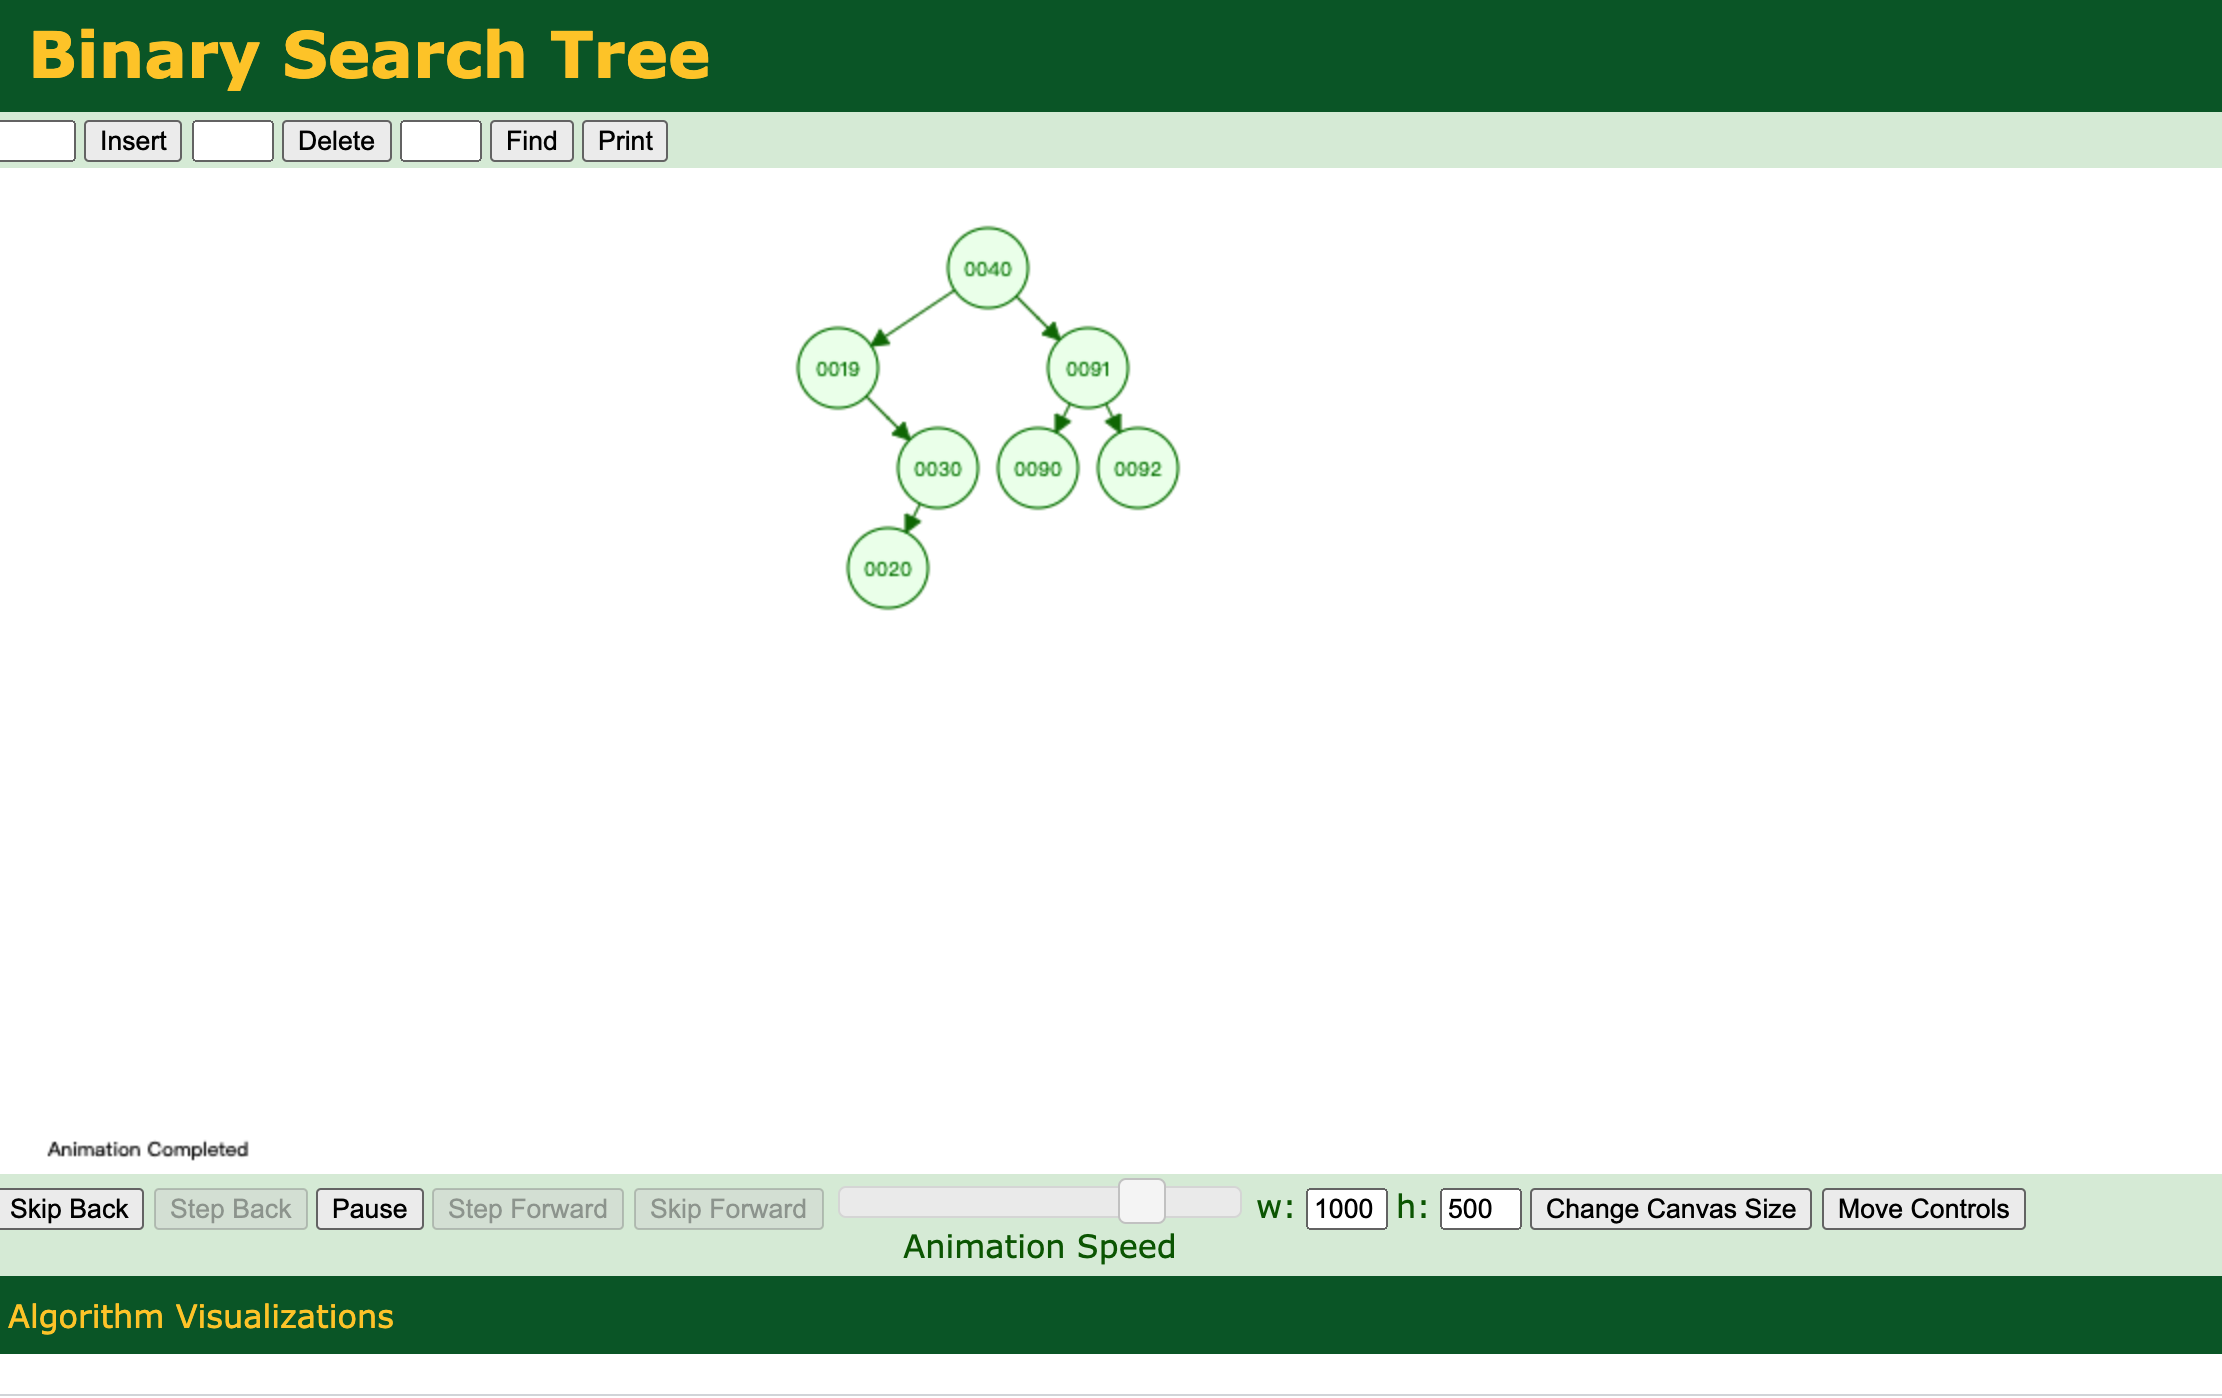 Binary Search Tree
Insert Delete Find Print
0040
0019 0091
0030 0090 0092
0020
Animation Completed
Skip Back Step Back Pause Step Forward Skip Forward w: 1000 h: 500 Change Canvas Size Move Controls
Animation Speed
Algorithm Visualizations